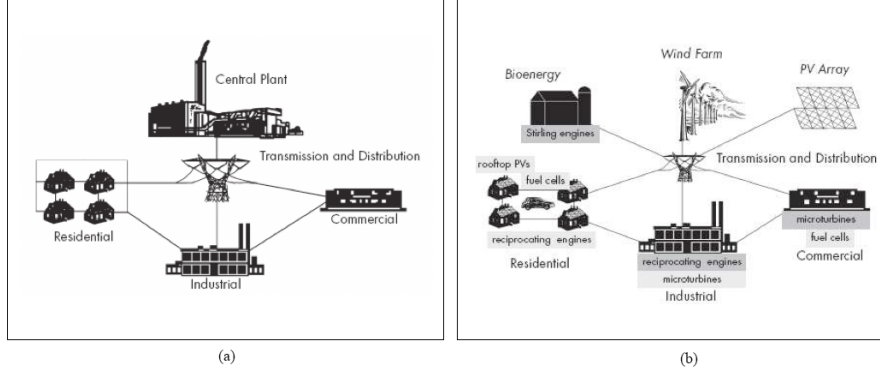 Central Plant
Transmission and Distribution
Residential
Commercial
Industrial
(a)
Wind Farm
Bioenergy
PV Array
Stirling engines
Transmission and Distribution
rooftop PVs
fuel cells
reciprocating engines
Residential
microturbines
fuel cells
Commercial
reciprocating engines
microturbines
Industrial
(b)